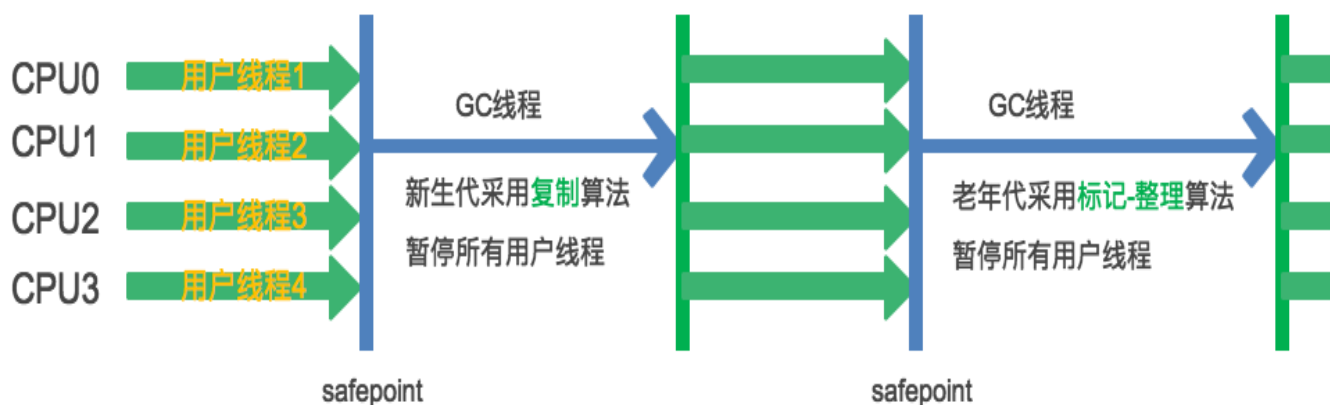 CPU0
用户线程1
CPU1
用户线程2
CPU2
用户线程3
CPU3
用户线程4
GC线程
新生代采用复制算法
暂停所有用户线程
GC线程
老年代采用标记-整理算法
暂停所有用户线程
safepoint
safepoint